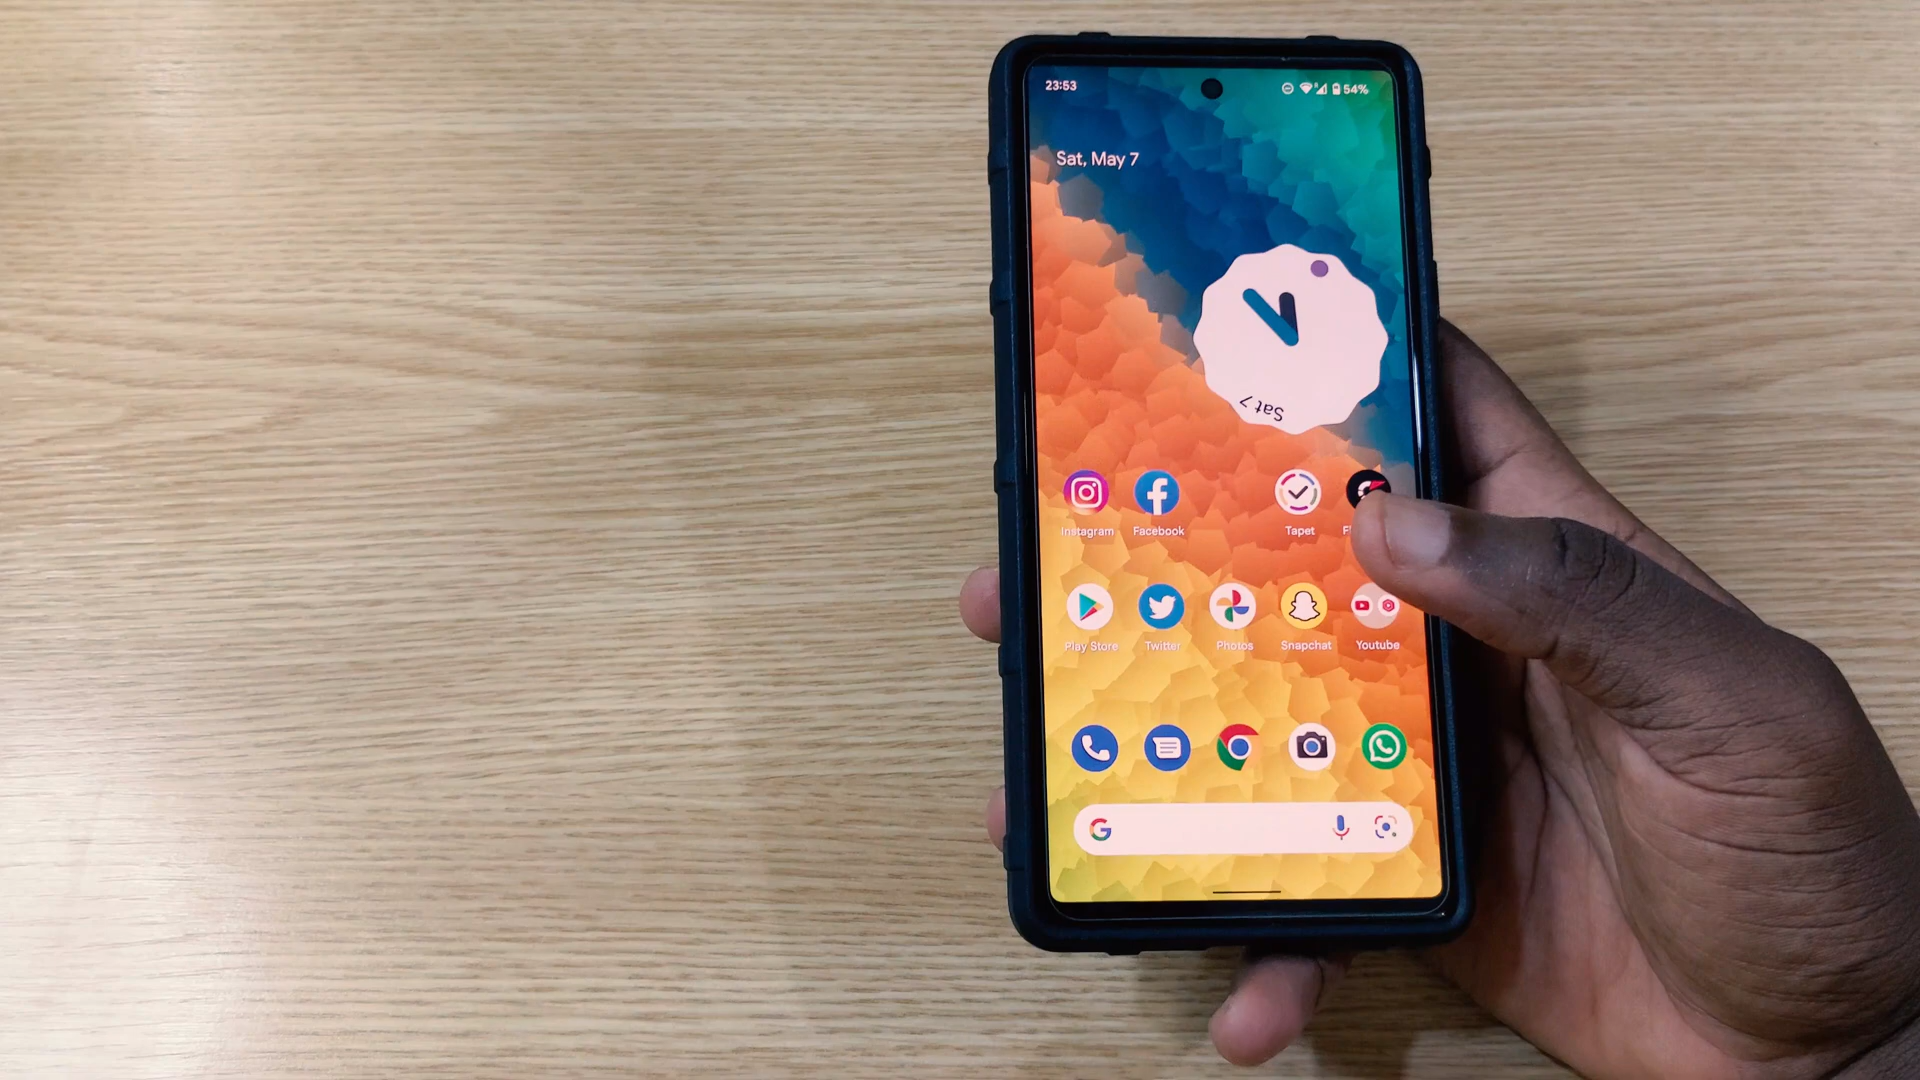 23:53
54%
Sat, May 7
Sat 7
Instagram Facebook Tapet
Play Store Twitter Photos Snapchat Youtube